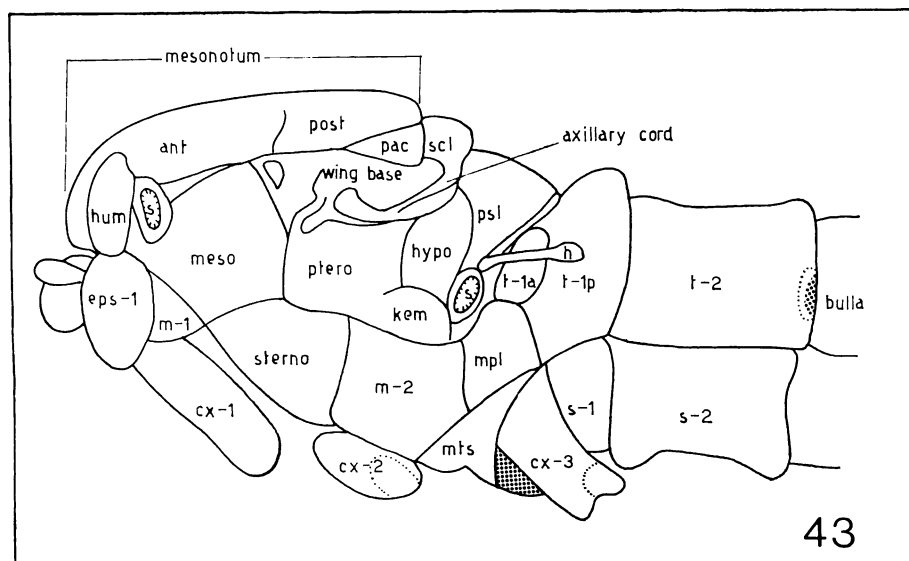 mesonotum
ant
post
pac
scl
axillary cord
wing base
hum
s
psl
meso
ptero
hypo
h
t-1a
t-1p
t-2
bulla
s
eps-1
m-1
kem
sterno
m-2
mpl
cx-1
s-1
s-2
cx-2
mts
cx-3
43